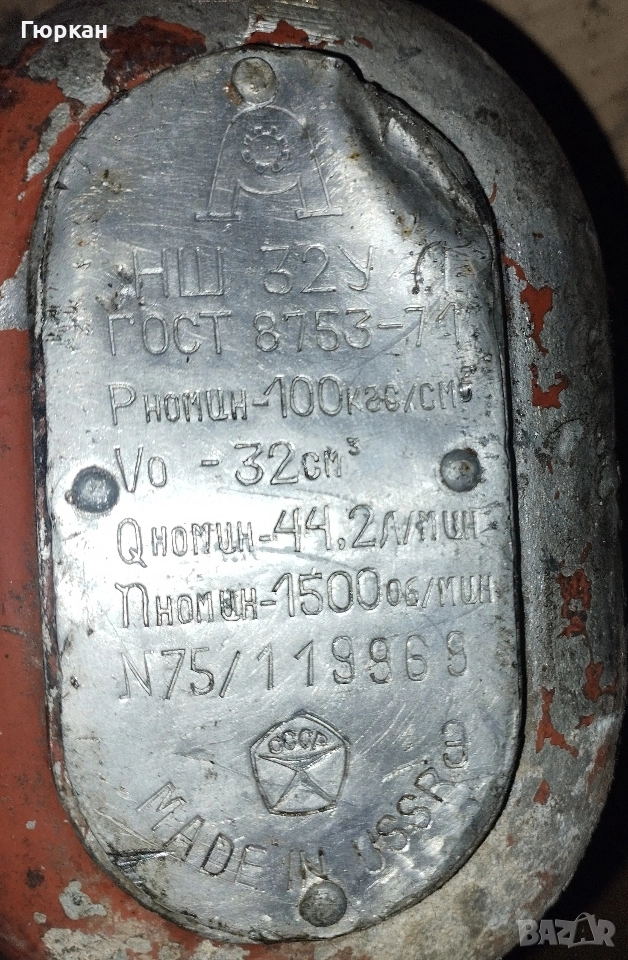 Гюркан
НШ 32У
ГОСТ 8753-71
Рномин-100кгс/см²
Vo - 32см³
Qномин-44,2л/мин
nномин-1500об/мин
N75/119969
СССР
MADE IN USSR
BAZAR